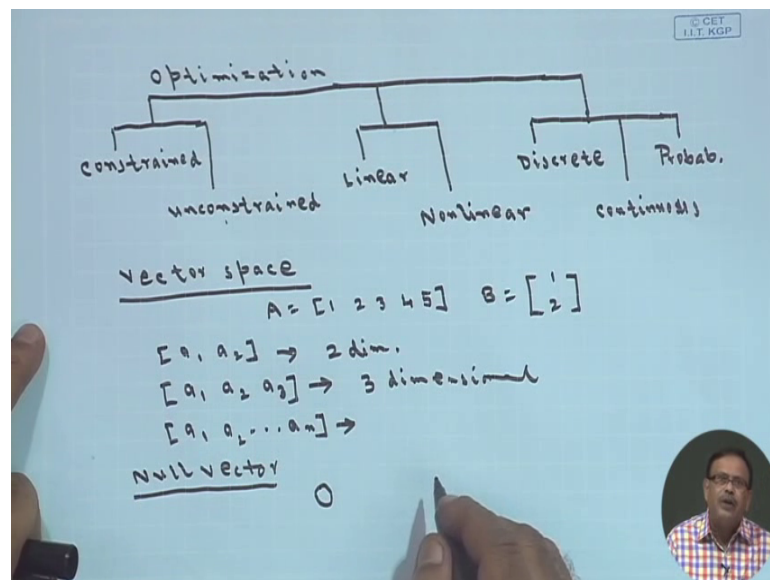 © CET
I.I.T. KGP
Optimization
Constrained
unconstrained
Linear
Nonlinear
Discrete
Probab.
Continuous
Vector space
A = [1 2 3 4 5] B = [1 2]
[a1 a2] → 2 dim.
[a1 a2 a3] → 3 dimensional
[a1 a2 ... an] →
Null vector
0